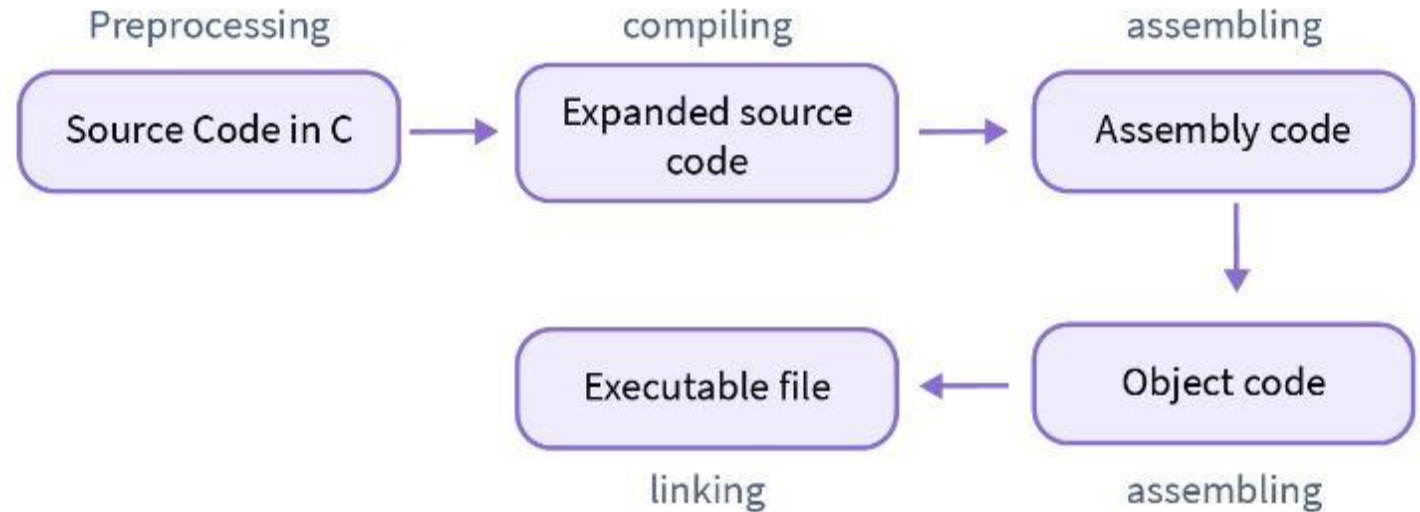 Preprocessing
compiling
assembling
Source Code in C
Expanded source
code
Assembly code
Executable file
Object code
linking
assembling